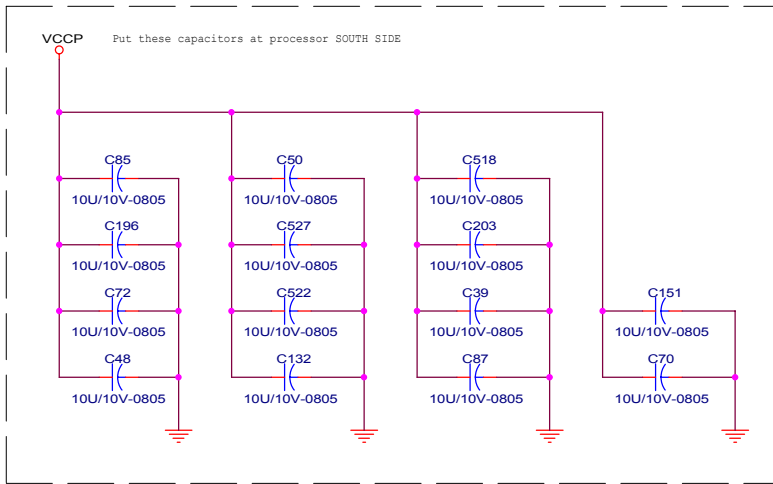 VCCP
Put these capacitors at processor SOUTH SIDE
C85
10U/10V-0805
C196
10U/10V-0805
C72
10U/10V-0805
C48
10U/10V-0805
C50
10U/10V-0805
C527
10U/10V-0805
C522
10U/10V-0805
C132
10U/10V-0805
C518
10U/10V-0805
C203
10U/10V-0805
C39
10U/10V-0805
C87
10U/10V-0805
C151
10U/10V-0805
C70
10U/10V-0805